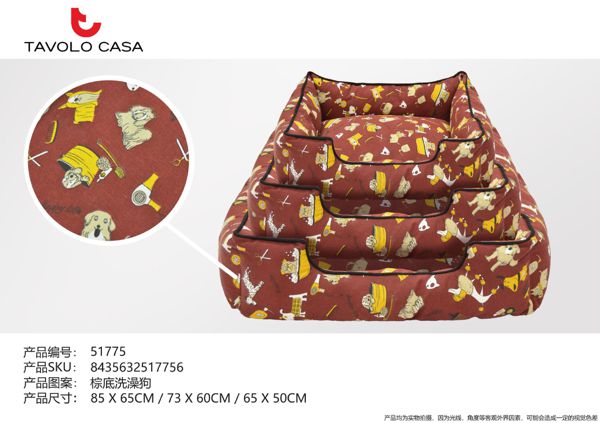 TAVOLO CASA
产品编号： 51775
产品SKU： 8435632517756
产品图案： 棕底洗澡狗
产品尺寸： 85 X 65CM / 73 X 60CM / 65 X 50CM
产品均为实物拍摄，因为光线、角度等客观外界因素，可能会造成一定的视觉色差